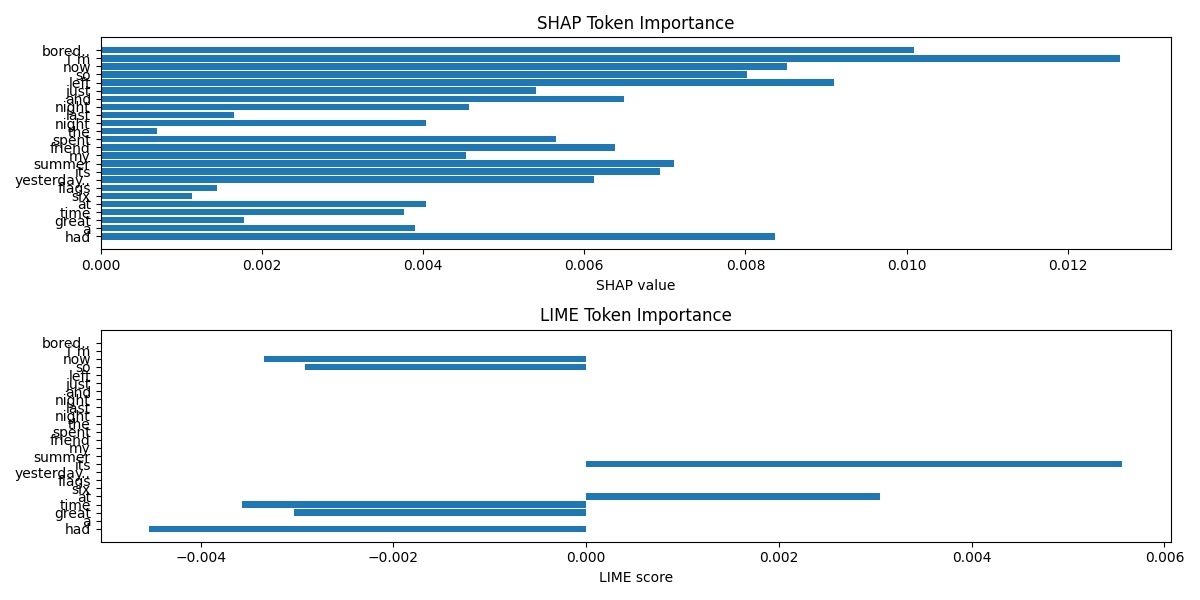 SHAP Token Importance
bored..
I'm
now
so
left
just
and
night
last
night
the
spent
friend
my
summer
its
yesterday..
flags
six
at
time
great
a
had
0.000 0.002 0.004 0.006 0.008 0.010 0.012
SHAP value
LIME Token Importance
bored..
I'm
now
so
left
just
and
night
last
night
the
spent
friend
my
summer
its
yesterday..
flags
six
at
time
great
a
had
−0.004 −0.002 0.000 0.002 0.004 0.006
LIME score